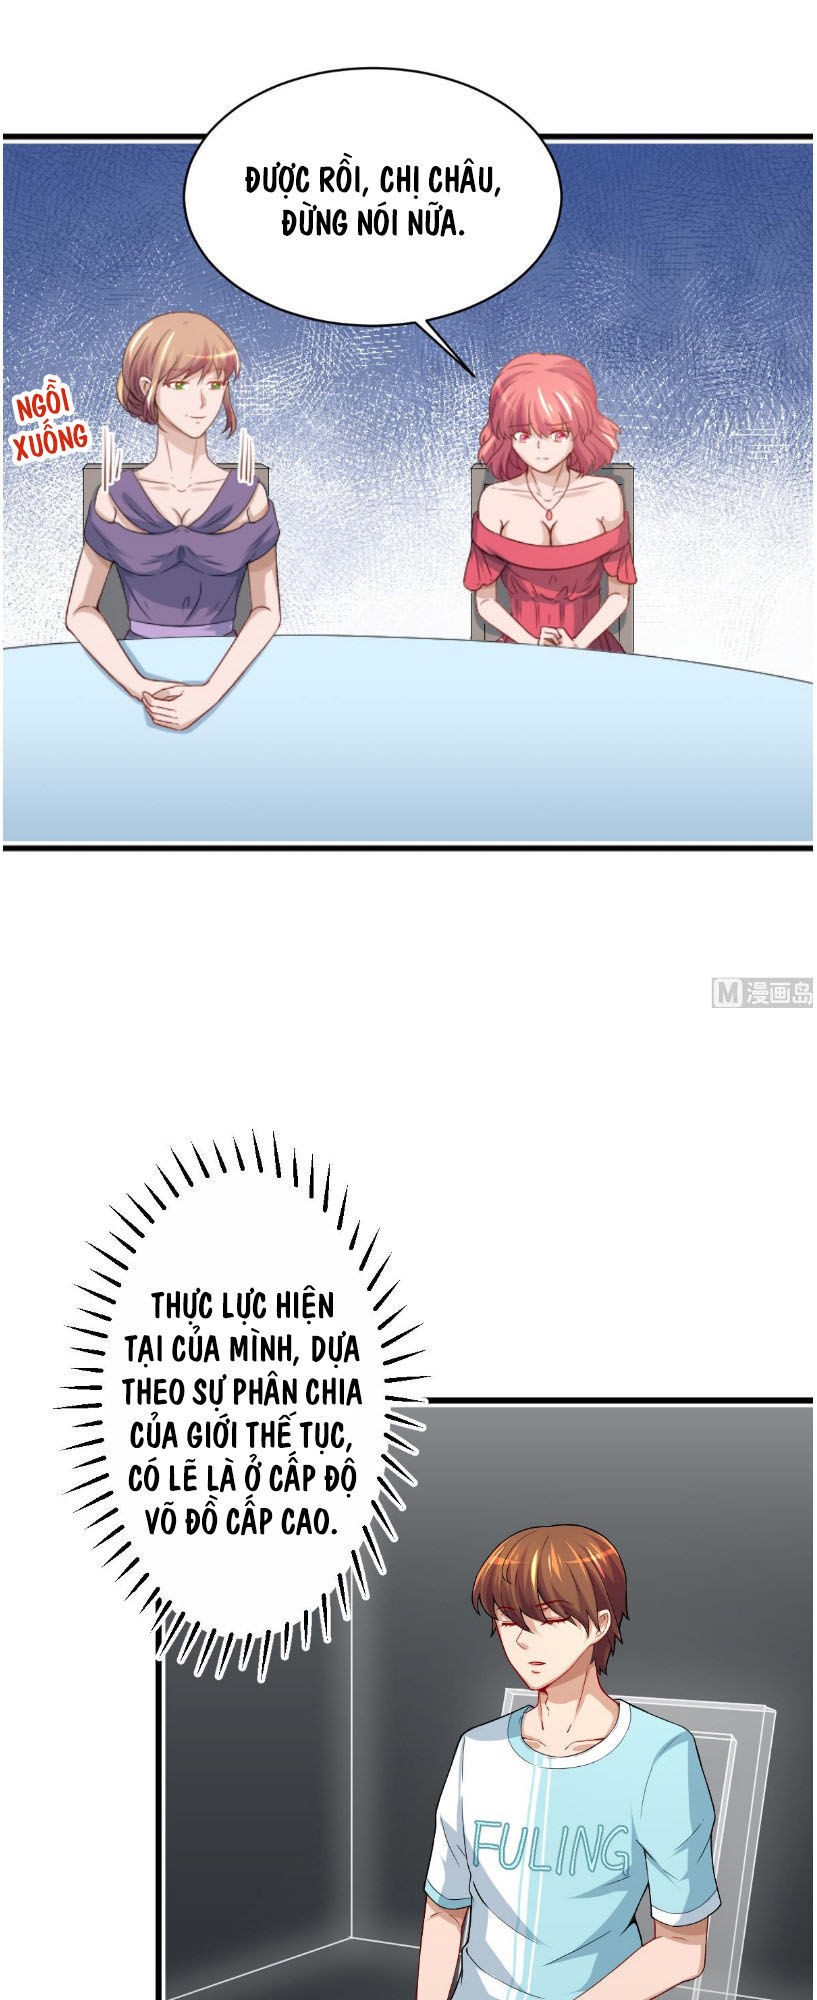 ĐƯỢC RỒI, CHỊ CHÂU,
ĐỪNG NÓI NỮA.
NGỒI
XUỐNG
M 漫画岛
THỰC LỰC HIỆN
TẠI CỦA MÌNH, DỰA
THEO SỰ PHÂN CHIA
CỦA GIỚI THẾ TỤC,
CÓ LẼ LÀ Ở CẤP ĐỘ
VÕ ĐỒ CẤP CAO.
FULING